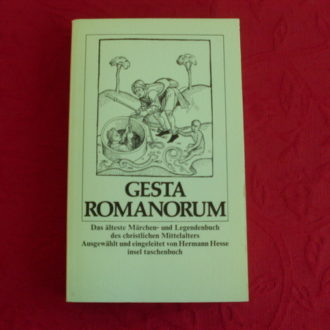 GESTA
ROMANORUM
Das älteste Märchen- und Legendenbuch
des christlichen Mittelalters
Ausgewählt und eingeleitet von Hermann Hesse
insel taschenbuch